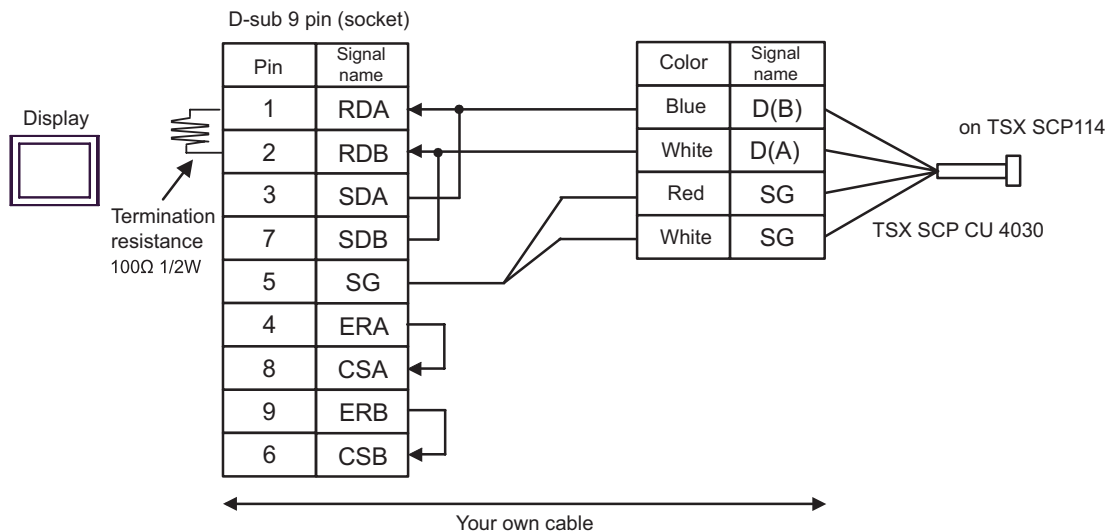 D-sub 9 pin (socket)
Display
Termination
resistance
100Ω 1/2W
Pin Signal name
1 RDA
2 RDB
3 SDA
7 SDB
5 SG
4 ERA
8 CSA
9 ERB
6 CSB
Color Signal name
Blue D(B)
White D(A)
Red SG
White SG
on TSX SCP114
TSX SCP CU 4030
Your own cable